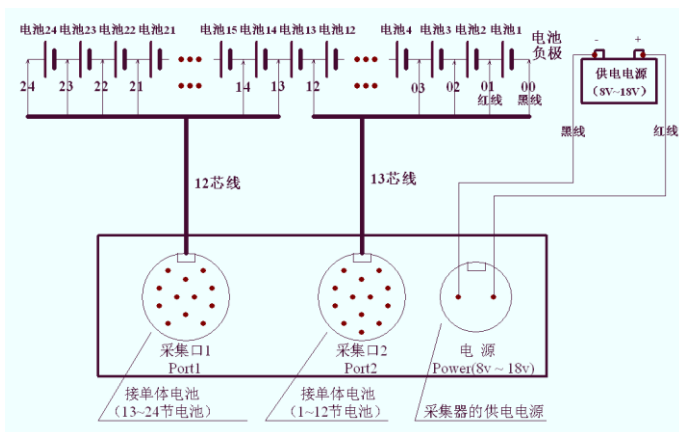 电池24 电池23 电池22 电池21 电池15 电池14 电池13 电池12 电池4 电池3 电池2 电池1 电池
负极
- +
供电电源
（8V~18V）
24 23 22 21 14 13 12 03 02 01 00
红线 黑线
黑线 红线
12芯线 13芯线
采集口1 采集口2 电 源
Port1 Port2 Power(8v ~ 18v)
接单体电池 接单体电池
（13~24节电池） （1~12节电池） 采集器的供电电源